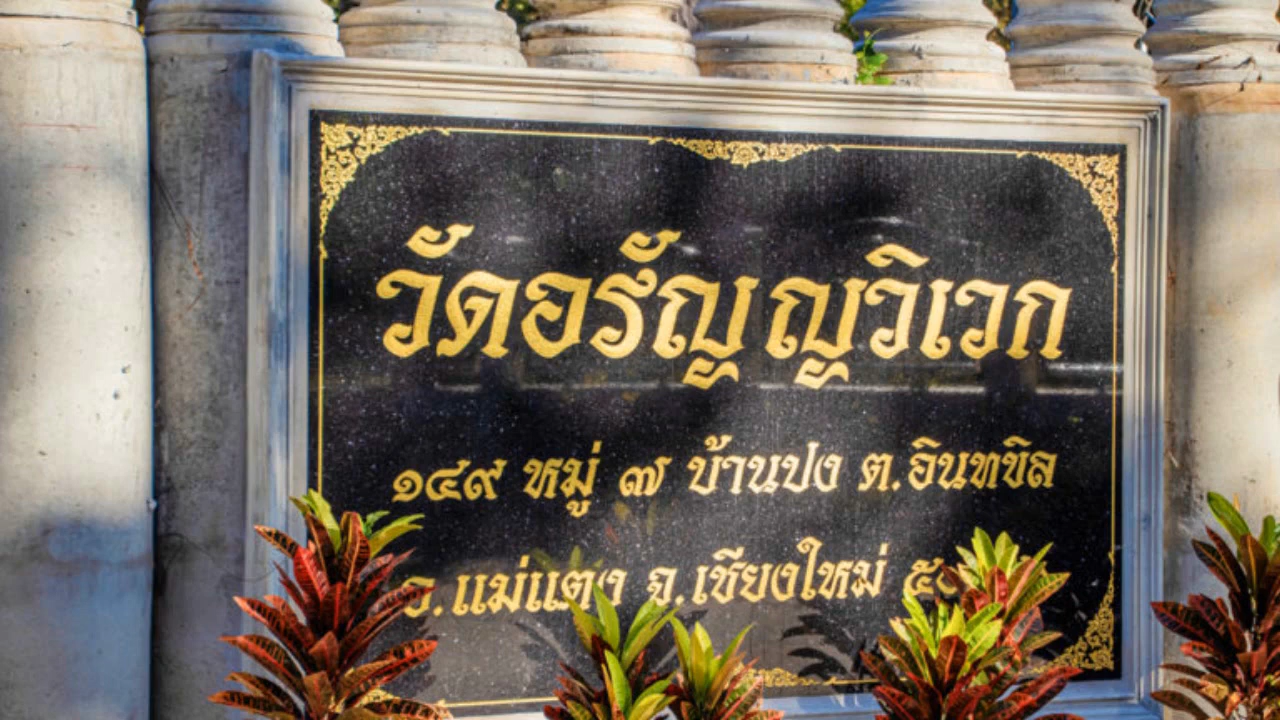 วัดอรัญญวิเวก
๑๔๙ หมู่ ๗ บ้านปง ต.อินทขิล
อ.แม่แตง จ.เชียงใหม่